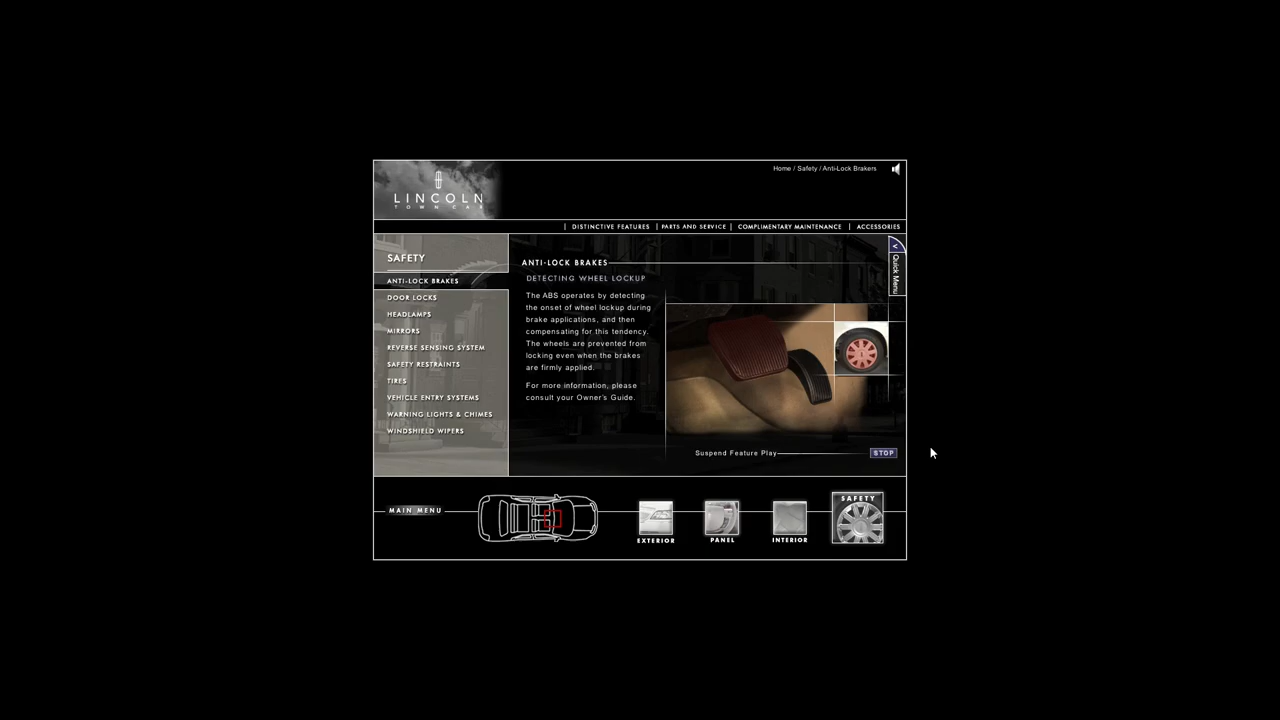 Home / Safety / Anti-Lock Brakers
LINCOLN
TOWN CAR
DISTINCTIVE FEATURES
PARTS AND SERVICE
COMPLIMENTARY MAINTENANCE
ACCESSORIES
SAFETY
ANTI-LOCK BRAKES
DOOR LOCKS
HEADLAMPS
MIRRORS
REVERSE SENSING SYSTEM
SAFETY RESTRAINTS
TIRES
VEHICLE ENTRY SYSTEMS
WARNING LIGHTS & CHIMES
WINDSHIELD WIPERS
ANTI-LOCK BRAKES
DETECTING WHEEL LOCKUP
The ABS operates by detecting
the onset of wheel lockup during
brake applications, and then
compensating for this tendency.
The wheels are prevented from
locking even when the brakes
are firmly applied.
For more information, please
consult your Owner's Guide.
< Quick Menu
Suspend Feature Play
STOP
MAIN MENU
EXTERIOR
PANEL
INTERIOR
SAFETY